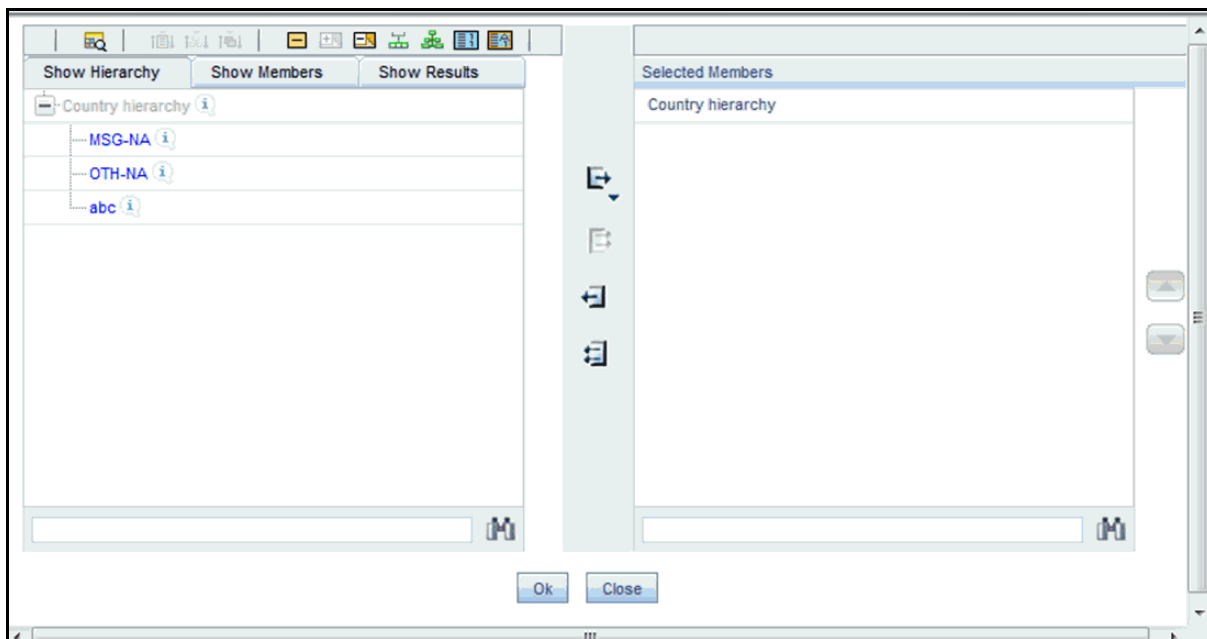 Show Hierarchy
Show Members
Show Results
Country hierarchy
MSG-NA
OTH-NA
abc
Selected Members
Country hierarchy
Ok
Close